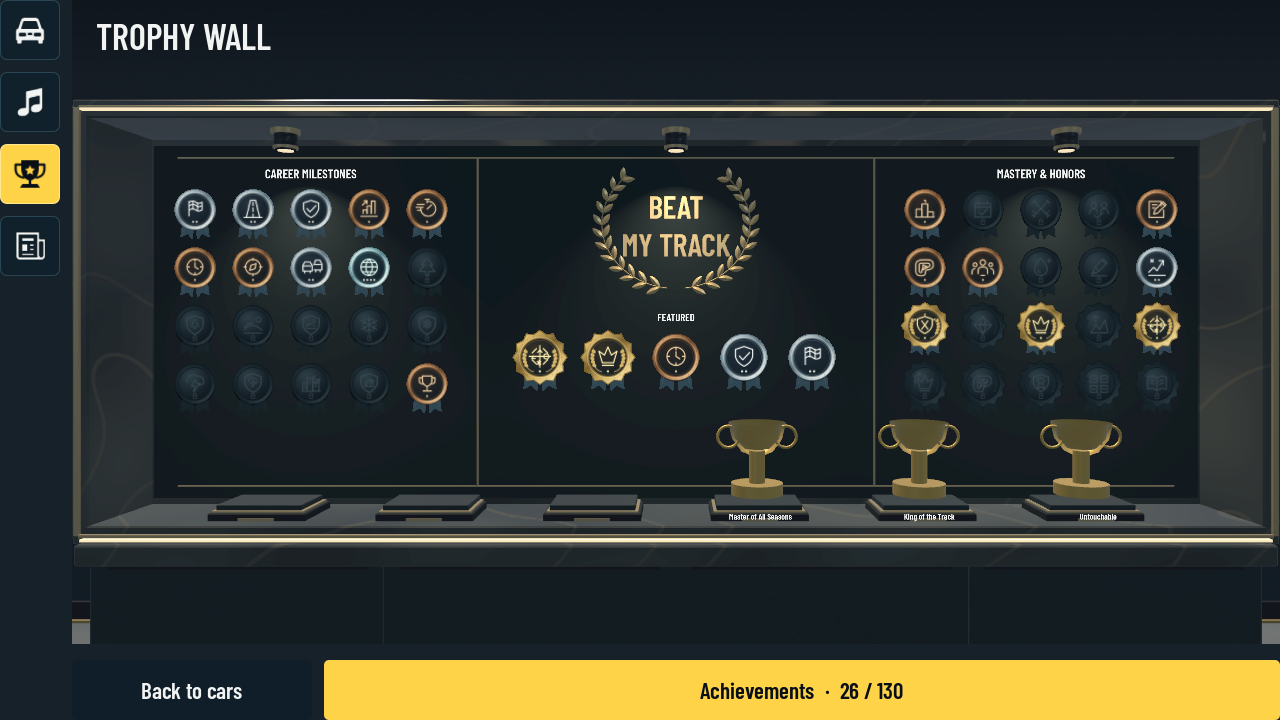 TROPHY WALL
CAREER MILESTONES
BEAT
MY TRACK
MASTERY & HONORS
FEATURED
Master of All Seasons
King of the Track
Untouchable
Back to cars
Achievements · 26 / 130